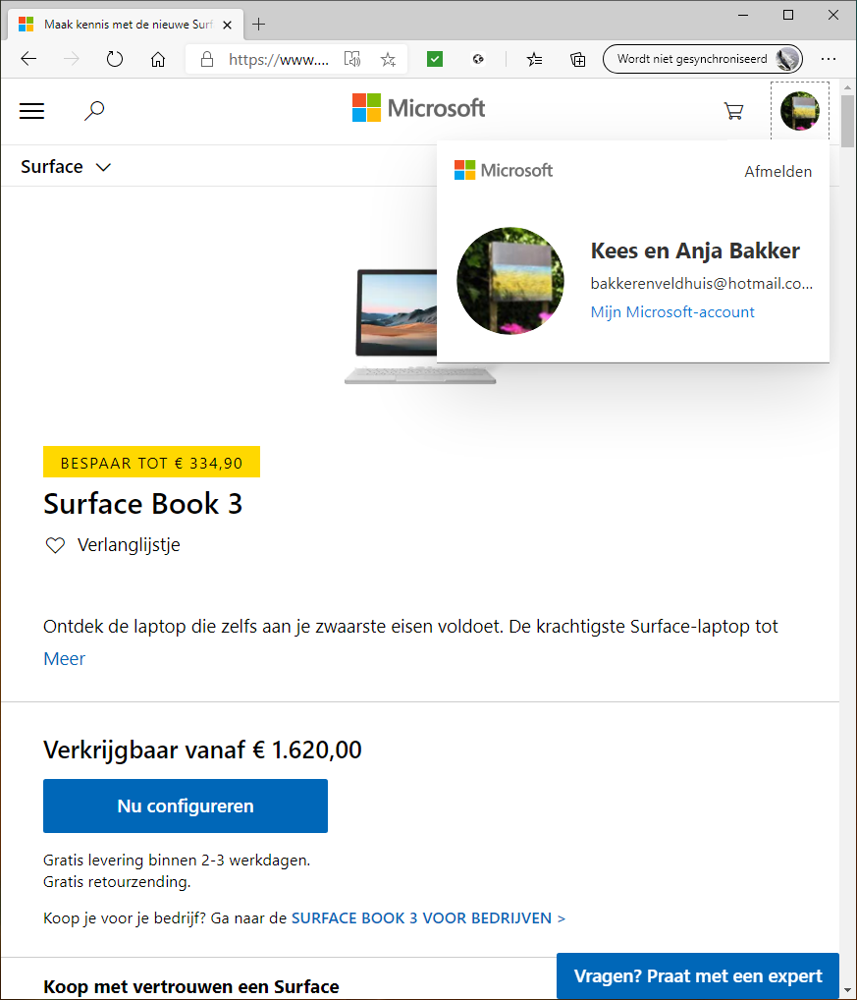 Maak kennis met de nieuwe Surf
https://www....
Wordt niet gesynchroniseerd
Microsoft
Surface
Microsoft
Afmelden
Kees en Anja Bakker
bakkerenveldhuis@hotmail.co...
Mijn Microsoft-account
BESPAAR TOT € 334,90
Surface Book 3
Verlanglijstje
Ontdek de laptop die zelfs aan je zwaarste eisen voldoet. De krachtigste Surface-laptop tot
Meer
Verkrijgbaar vanaf € 1.620,00
Nu configureren
Gratis levering binnen 2-3 werkdagen.
Gratis retourzending.
Koop je voor je bedrijf? Ga naar de SURFACE BOOK 3 VOOR BEDRIJVEN >
Koop met vertrouwen een Surface
Vragen? Praat met een expert